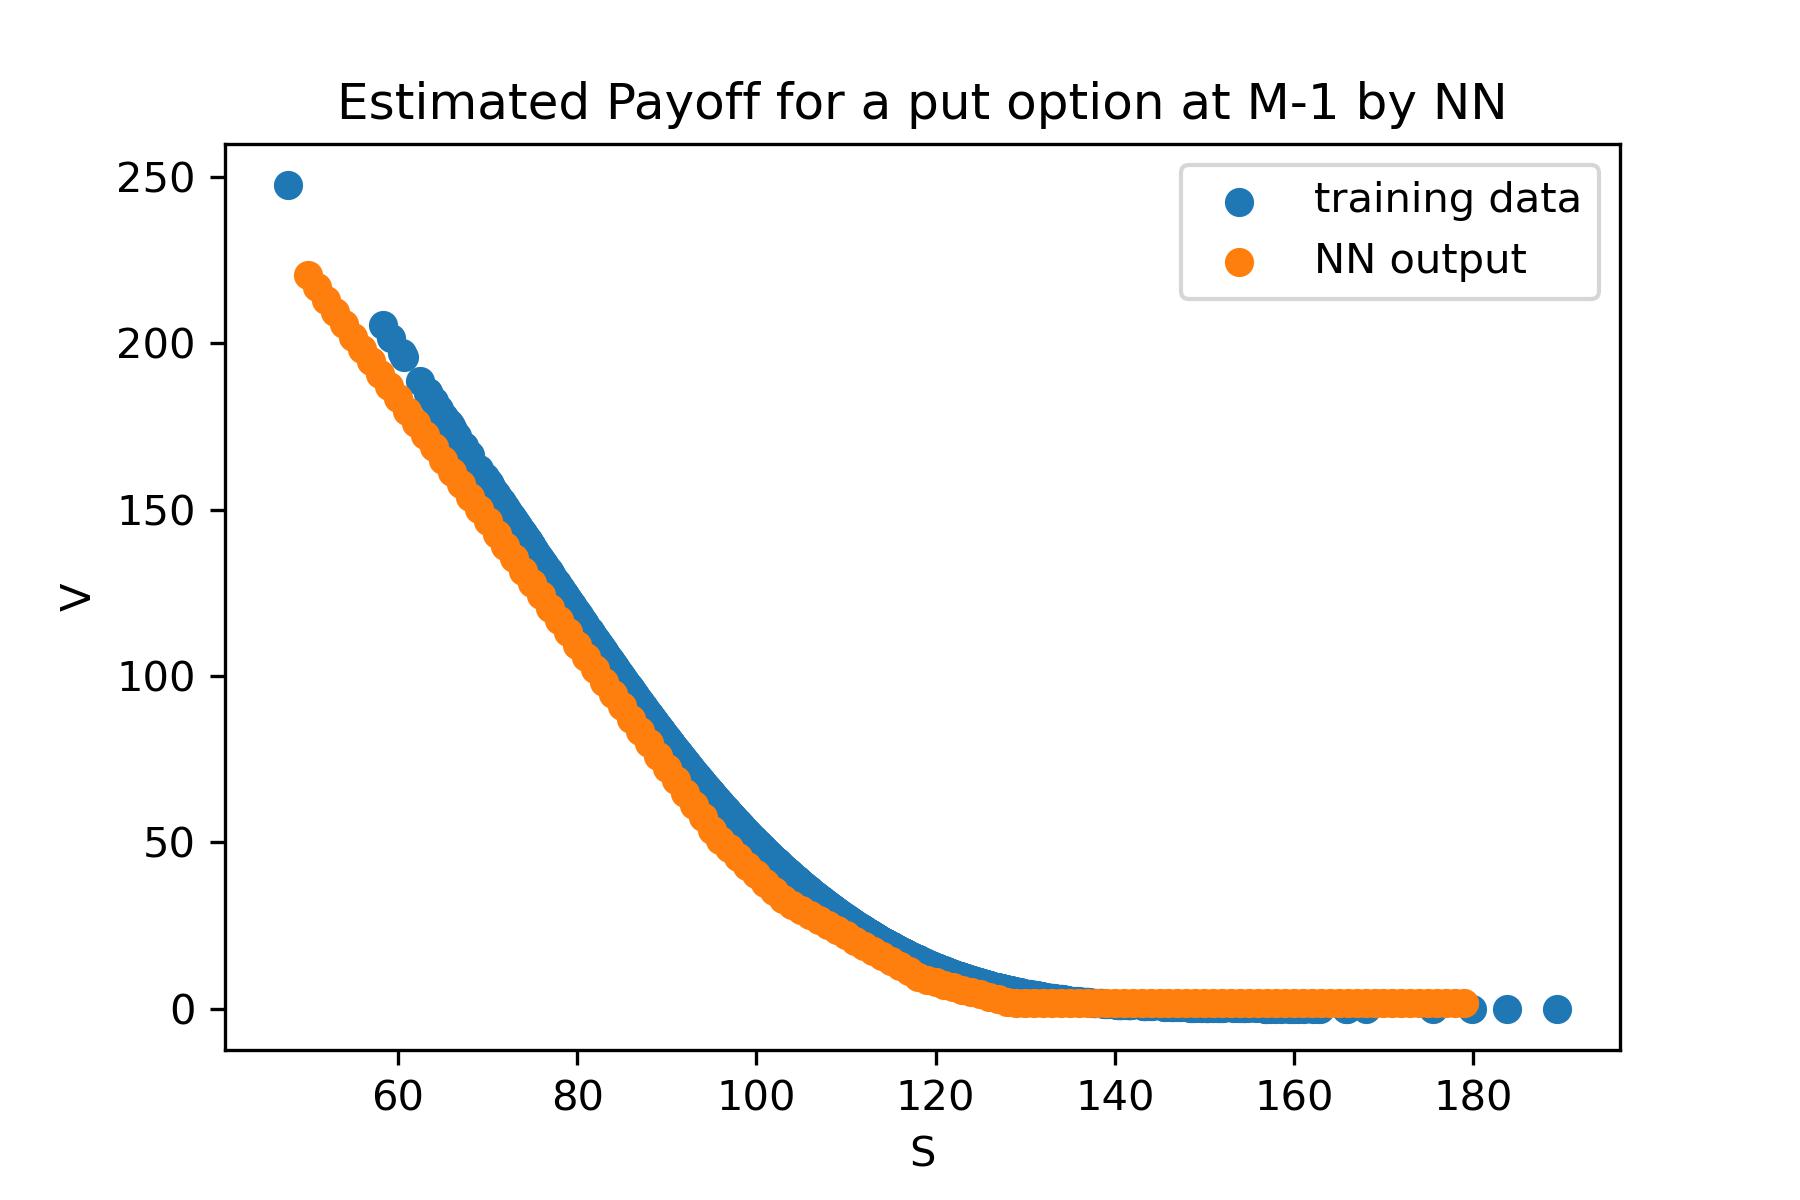 Estimated Payoff for a put option at M-1 by NN
training data
NN output
250
200
150
100
50
0
V
60 80 100 120 140 160 180
S